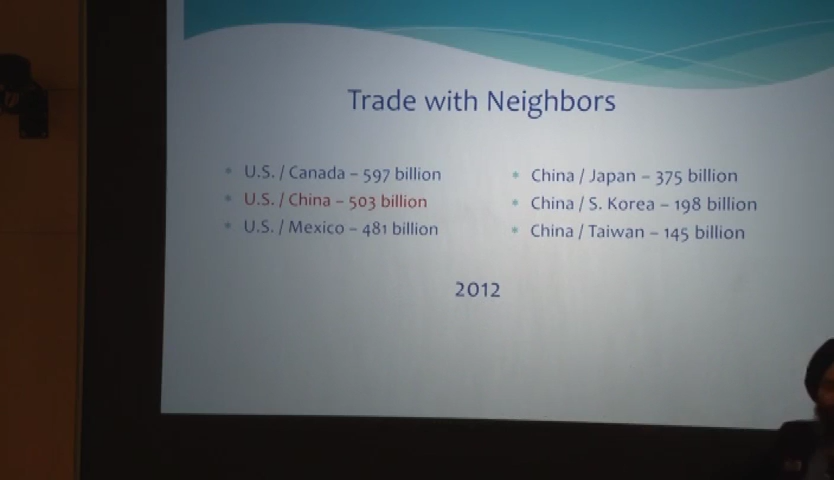 Trade with Neighbors
• U.S. / Canada – 597 billion
• U.S. / China – 503 billion
• U.S. / Mexico – 481 billion
• China / Japan – 375 billion
• China / S. Korea – 198 billion
• China / Taiwan – 145 billion
2012